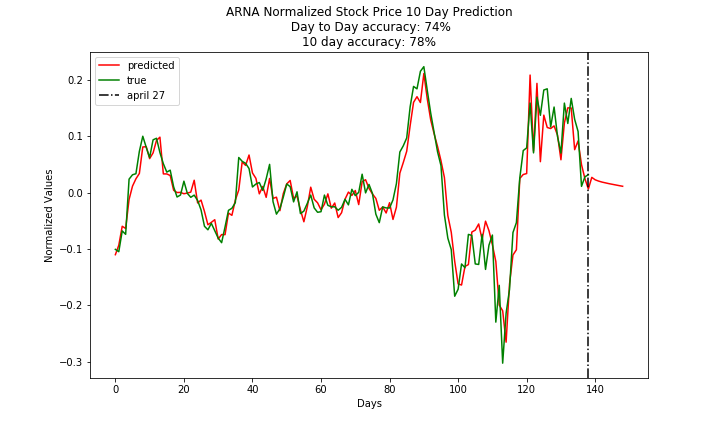 ARNA Normalized Stock Price 10 Day Prediction
Day to Day accuracy: 74%
10 day accuracy: 78%
predicted
true
april 27
Normalized Values
0.2
0.1
0.0
−0.1
−0.2
−0.3
0
20
40
60
80
100
120
140
Days